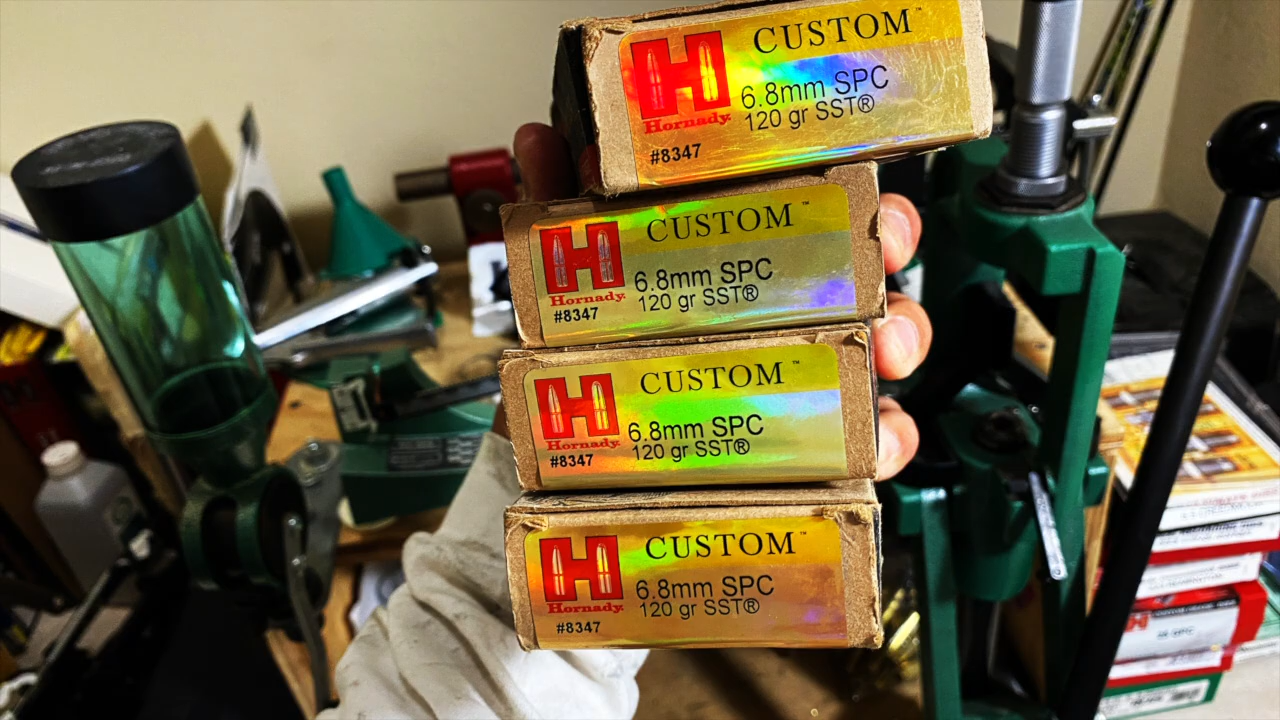 CUSTOM™
6.8mm SPC
120 gr SST®
Hornady.
#8347
CUSTOM™
6.8mm SPC
120 gr SST®
Hornady.
#8347
CUSTOM™
6.8mm SPC
120 gr SST®
Hornady.
#8347
CUSTOM™
6.8mm SPC
120 gr SST®
Hornady.
#8347